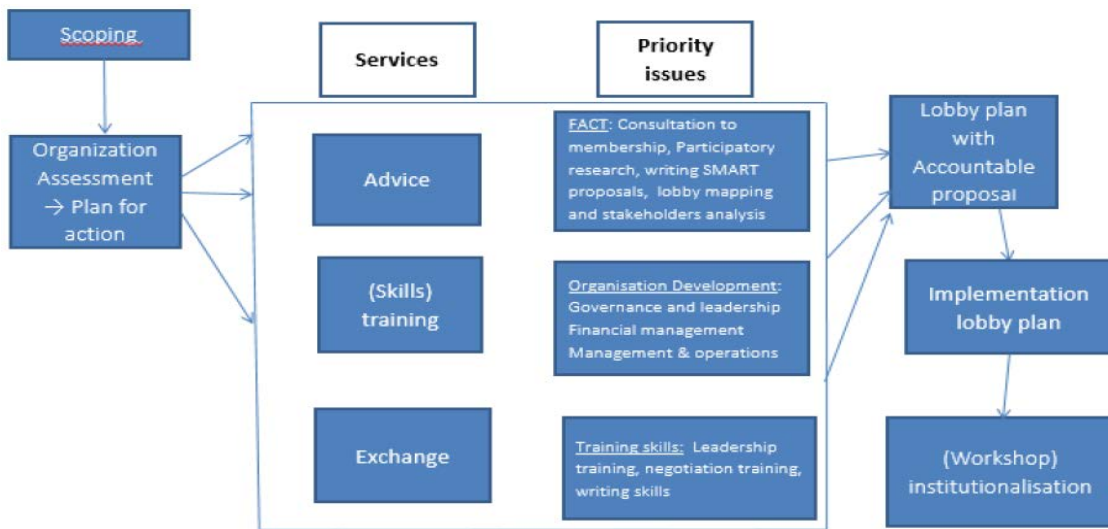 Scoping
Services
Priority
issues
Organization
Assessment
→ Plan for
action
Advice
FACT: Consultation to
membership, Participatory
research, writing SMART
proposals, lobby mapping
and stakeholders analysis
Lobby plan
with
Accountable
proposal
(Skills)
training
Organisation Development:
Governance and leadership
Financial management
Management & operations
Implementation
lobby plan
Exchange
Training skills: Leadership
training, negotiation training,
writing skills
(Workshop)
institutionalisation